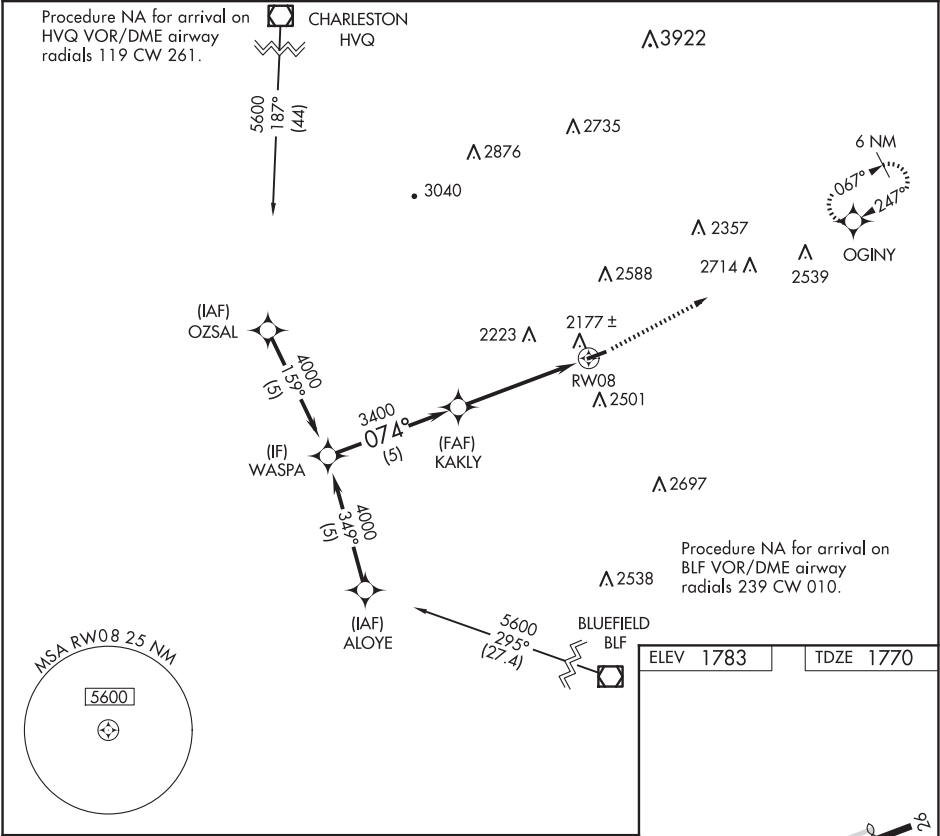 Procedure NA for arrival on
HVQ VOR/DME airway
radials 119 CW 261.
CHARLESTON
HVQ
3922
5600
187°
(44)
2735
2876
3040
6 NM
067°
247°
OGINY
2357
2714
2539
2588
(IAF)
OZSAL
2223
2177 ±
RW08
2501
4000
159°
(5)
3400
074°
(5)
(FAF)
KAKLY
(IF)
WASPA
2697
4000
349°
(5)
Procedure NA for arrival on
BLF VOR/DME airway
radials 239 CW 010.
2538
(IAF)
ALOYE
5600
295°
(27.4)
BLUEFIELD
BLF
MSA RW08 25 NM
5600
ELEV 1783
TDZE 1770
26